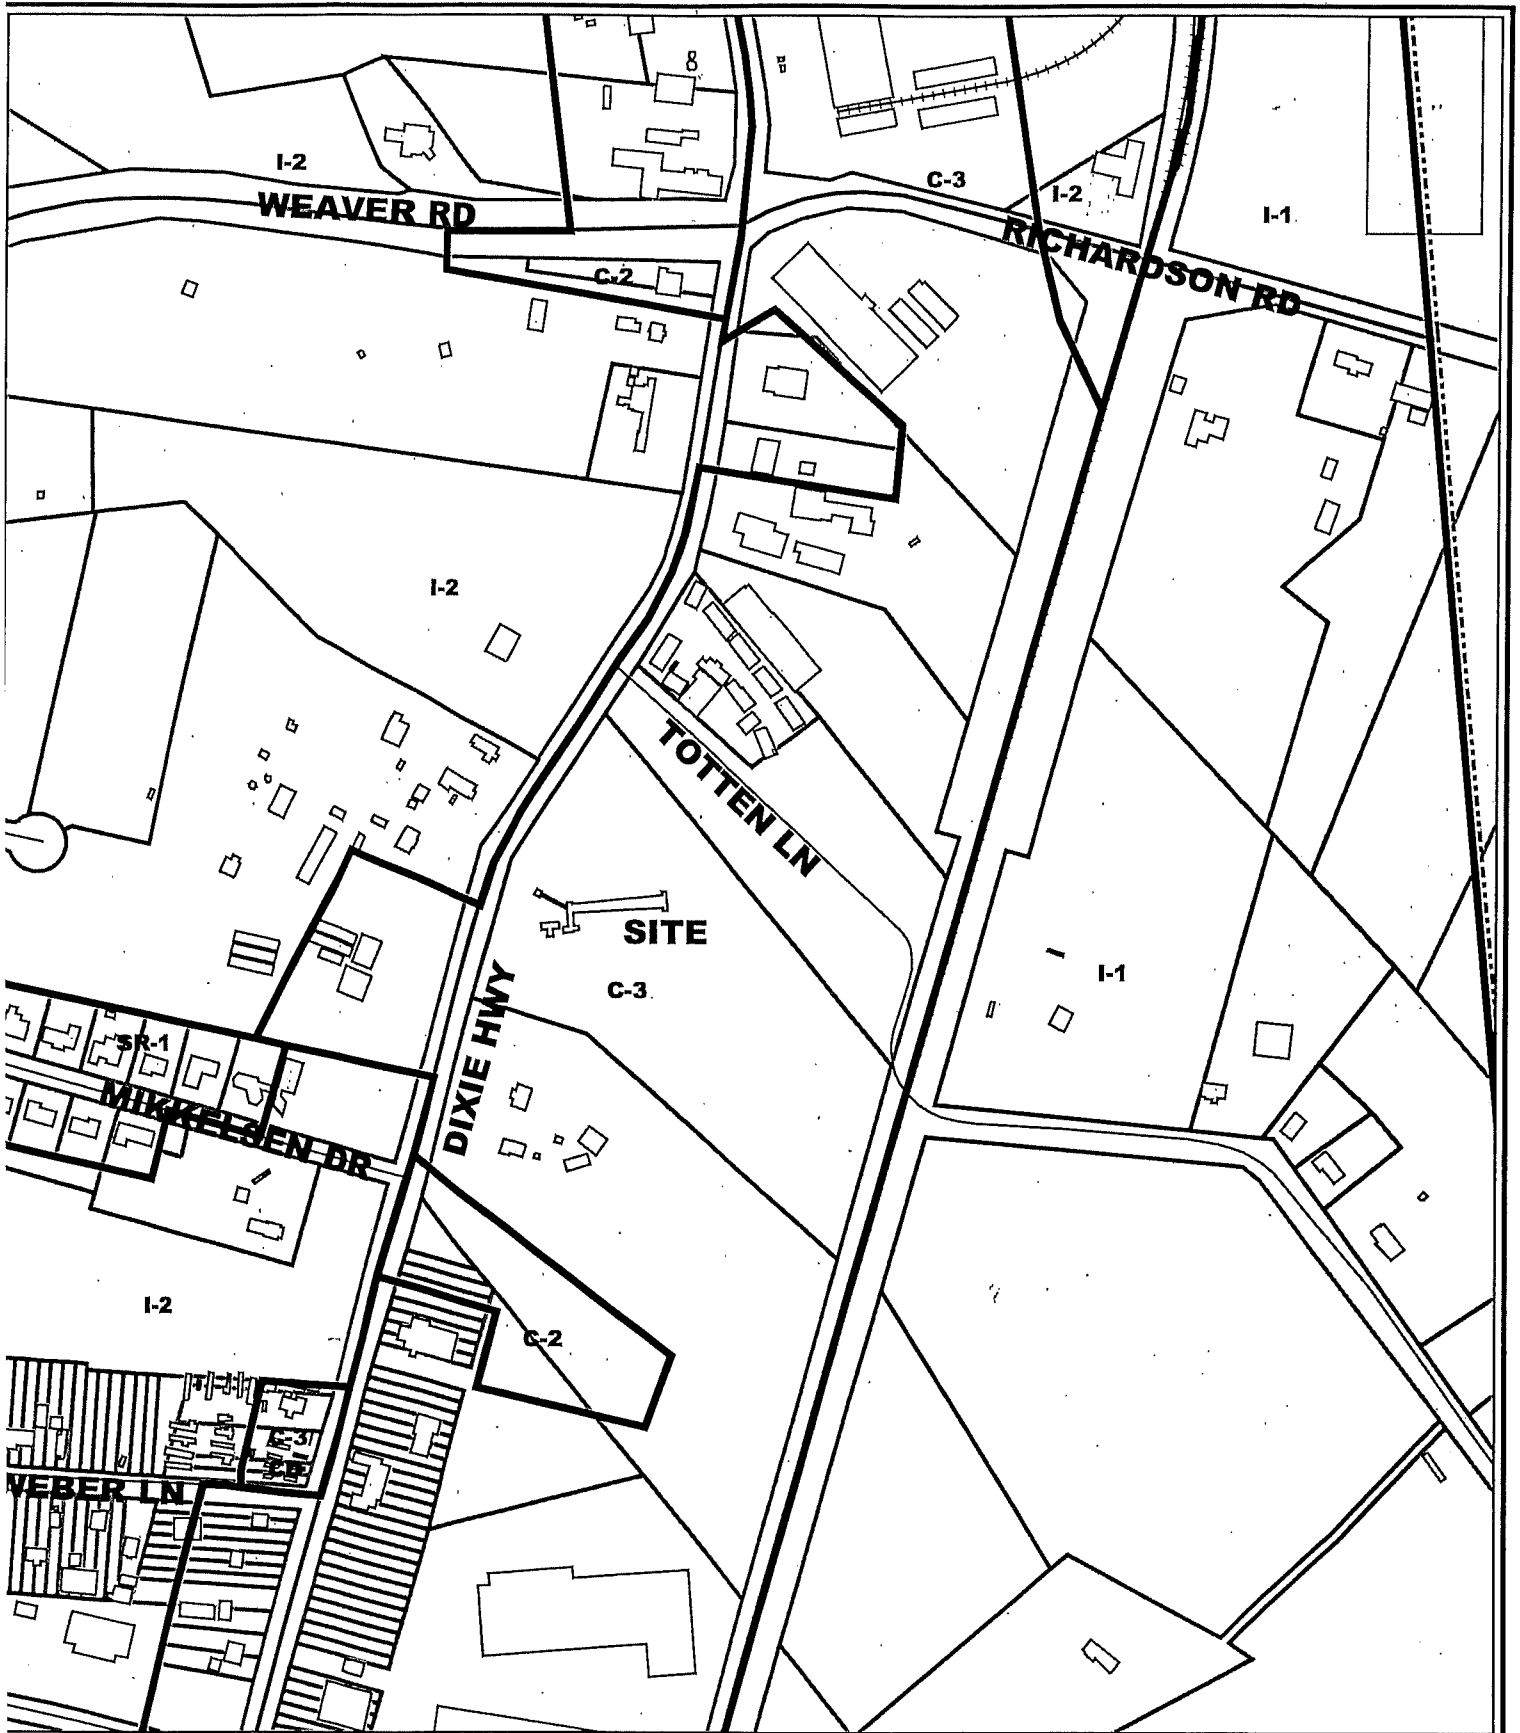 I-2
WEAVER RD
C-3
I-2
I-1
RICHARDSON RD
C-2
I-2
TOTTEN LN
SITE
C-3
I-1
DIXIE HWY
SR-1
MIKKELSEN DR
I-2
C-2
C-3
WEBER LN